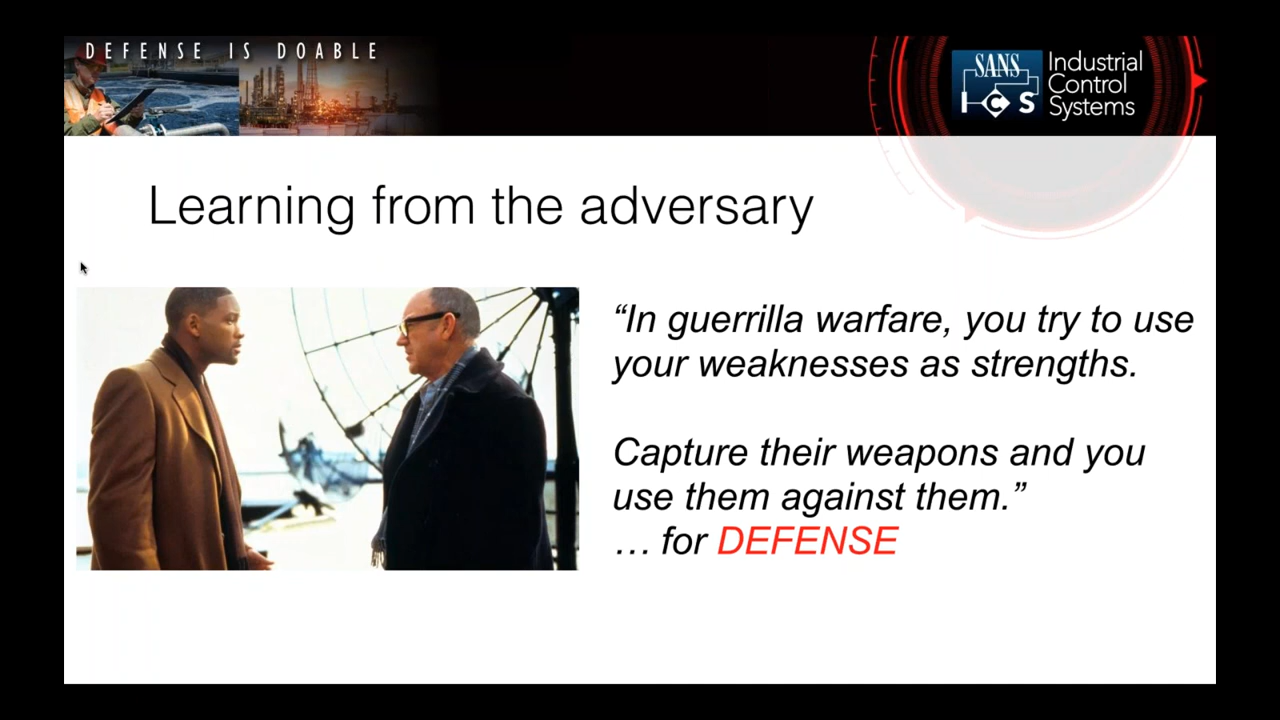 DEFENSE IS DOABLE
SANS
ICS
Industrial
Control
Systems
Learning from the adversary
“In guerrilla warfare, you try to use
your weaknesses as strengths.
Capture their weapons and you
use them against them.”
… for DEFENSE